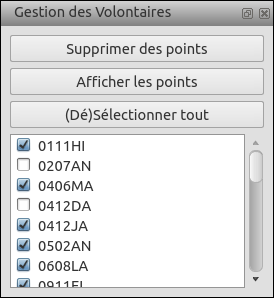 Gestion des Volontaires
Supprimer des points
Afficher les points
(Dé)Sélectionner tout
0111HI
0207AN
0406MA
0412DA
0412JA
0502AN
0608LA